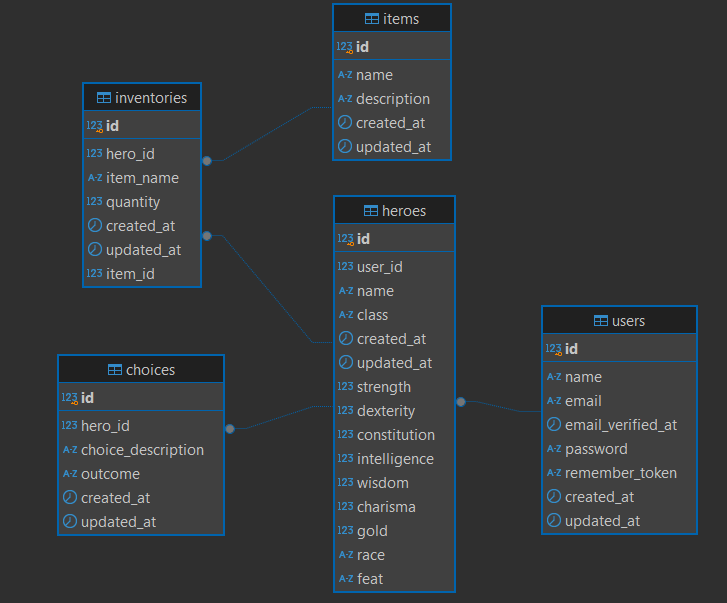 items
123 id
A-Z name
A-Z description
created_at
updated_at
inventories
123 id
123 hero_id
A-Z item_name
123 quantity
created_at
updated_at
123 item_id
heroes
123 id
123 user_id
A-Z name
A-Z class
created_at
updated_at
123 strength
123 dexterity
123 constitution
123 intelligence
123 wisdom
123 charisma
123 gold
A-Z race
A-Z feat
users
123 id
A-Z name
A-Z email
email_verified_at
A-Z password
A-Z remember_token
created_at
updated_at
choices
123 id
123 hero_id
A-Z choice_description
A-Z outcome
created_at
updated_at